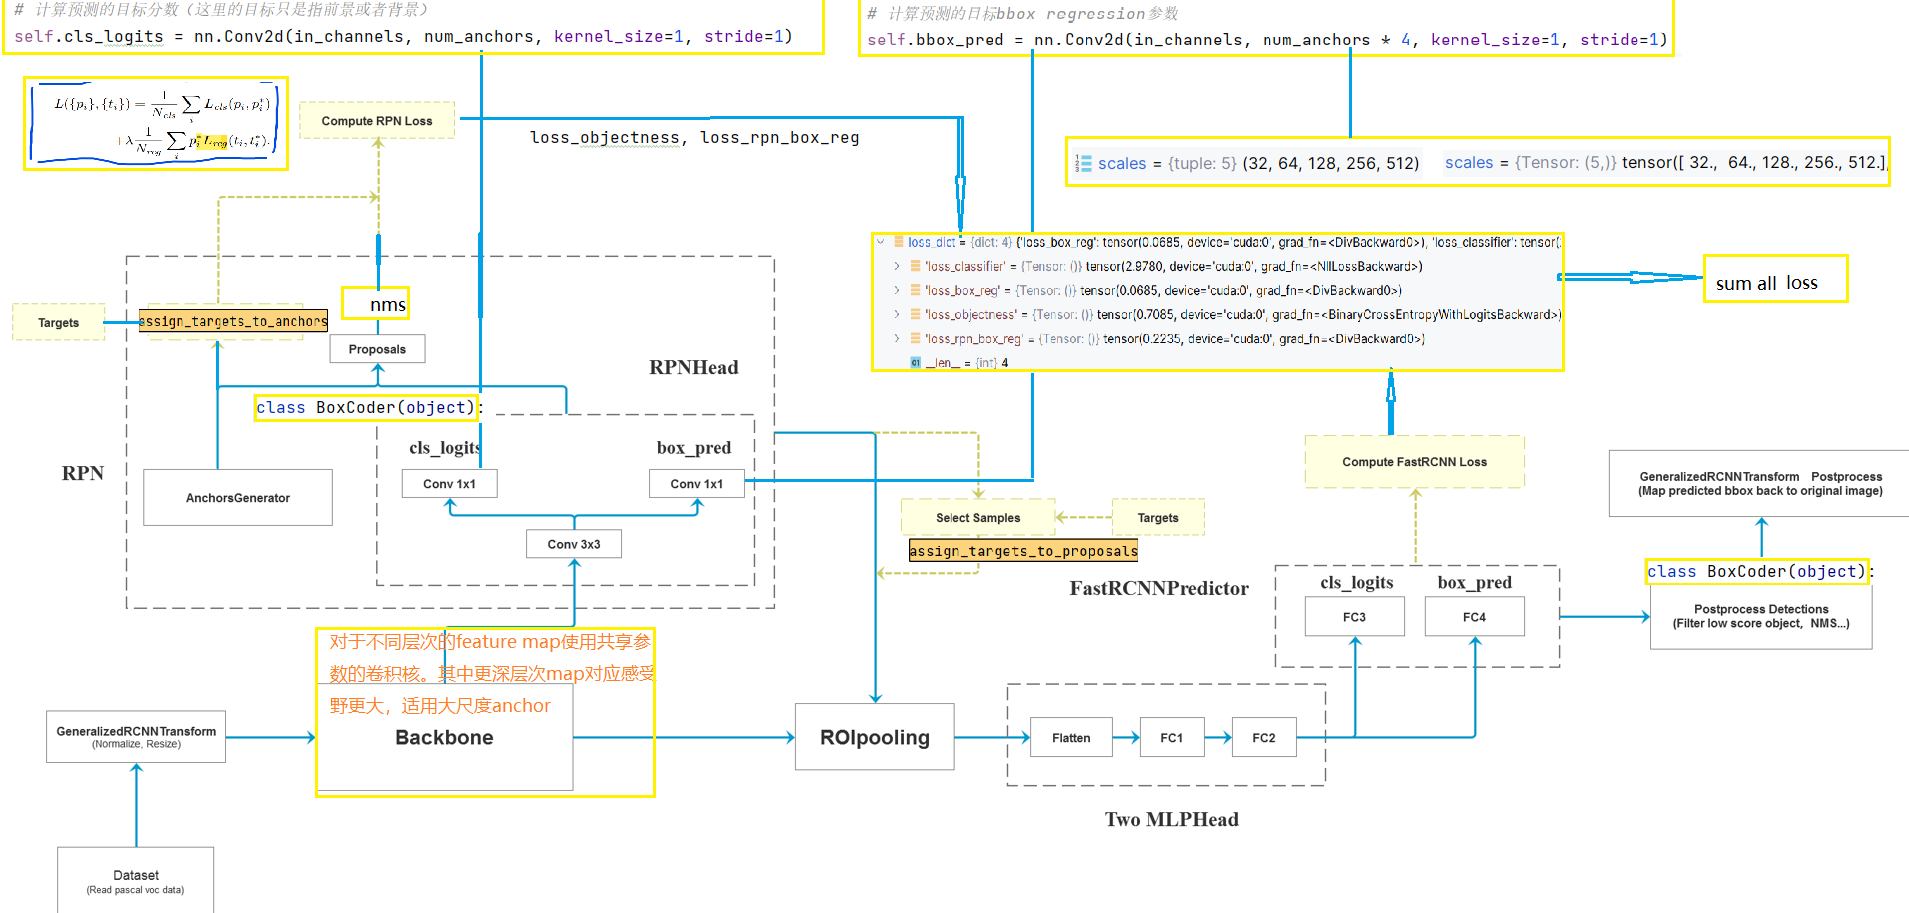 # 计算预测的目标分数（这里的目标只是指前景或者背景）
self.cls_logits = nn.Conv2d(in_channels, num_anchors, kernel_size=1, stride=1)
# 计算预测的目标bbox regression参数
self.bbox_pred = nn.Conv2d(in_channels, num_anchors * 4, kernel_size=1, stride=1)
L({p_i},{t_i}) = 1/N_cls ∑_i L_cls(p_i, p_i^*)
+λ 1/N_reg ∑_i p_i^* L_reg(t_i, t_i^*).
Compute RPN Loss
loss_objectness, loss_rpn_box_reg
scales = {tuple: 5} (32, 64, 128, 256, 512)
scales = {Tensor: (5,)} tensor([ 32., 64., 128., 256., 512.],
loss_dict = {dict: 4} {'loss_box_reg': tensor(0.0685, device='cuda:0', grad_fn=<DivBackward0>), 'loss_classifier': tensor(
'loss_classifier' = {Tensor: ()} tensor(2.9780, device='cuda:0', grad_fn=<NllLossBackward>)
'loss_box_reg' = {Tensor: ()} tensor(0.0685, device='cuda:0', grad_fn=<DivBackward0>)
'loss_objectness' = {Tensor: ()} tensor(0.7085, device='cuda:0', grad_fn=<BinaryCrossEntropyWithLogitsBackward>)
'loss_rpn_box_reg' = {Tensor: ()} tensor(0.2235, device='cuda:0', grad_fn=<DivBackward0>)
01 __len__ = {int} 4
sum all loss
Targets
assign_targets_to_anchors
nms
Proposals
RPNHead
class BoxCoder(object):
cls_logits
box_pred
RPN
AnchorsGenerator
Conv 1x1
Conv 1x1
Conv 3x3
Select Samples
Targets
assign_targets_to_proposals
Compute FastRCNN Loss
GeneralizedRCNNTransform Postprocess
(Map predicted bbox back to original image)
class BoxCoder(object):
Postprocess Detections
(Filter low score object, NMS...)
FastRCNNPredictor
cls_logits
box_pred
FC3
FC4
对于不同层次的feature map使用共享参
数的卷积核。其中更深层次map对应感受
野更大，适用大尺度anchor
Backbone
GeneralizedRCNNTransform
(Normalize, Resize)
ROIpooling
Flatten
FC1
FC2
Two MLPHead
Dataset
(Read pascal voc data)